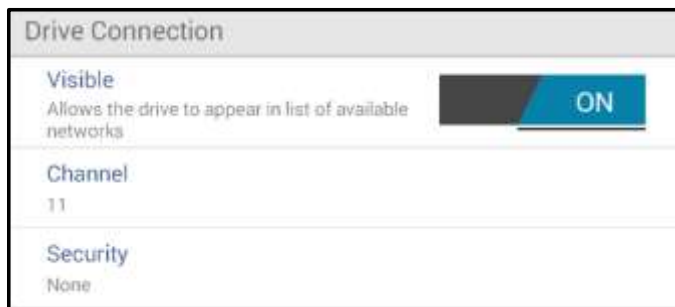 Drive Connection
Visible
Allows the drive to appear in list of available
networks
ON
Channel
11
Security
None